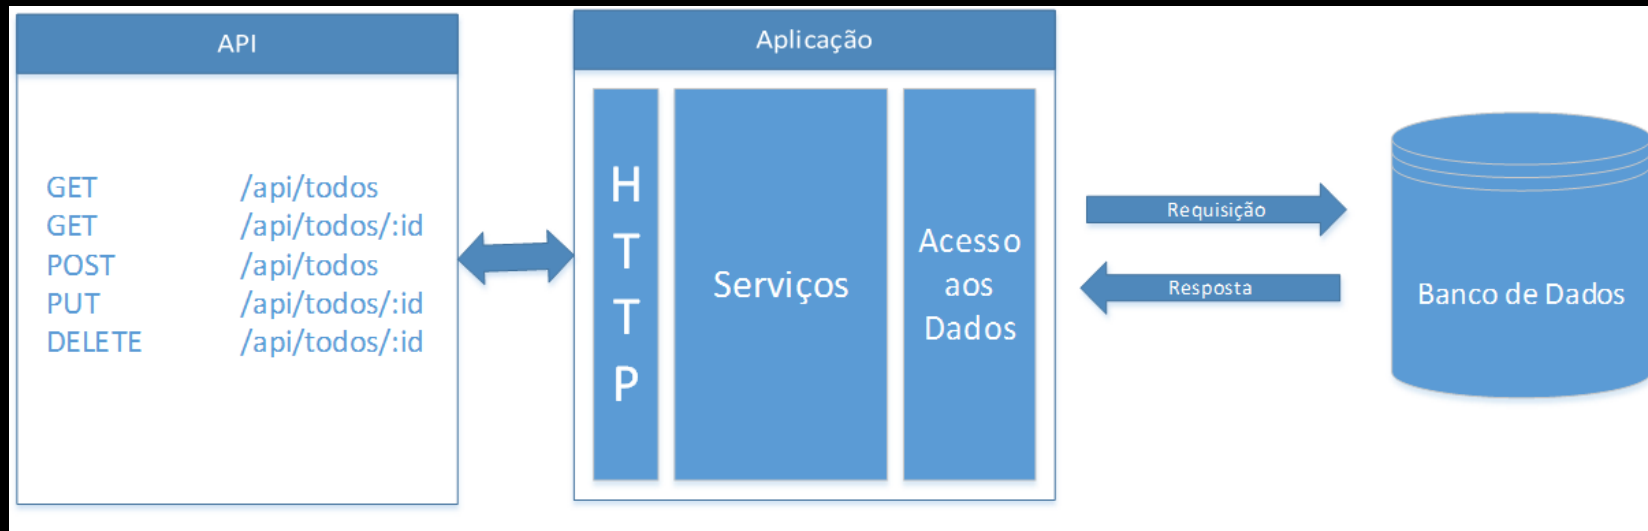 API
GET /api/todos
GET /api/todos/:id
POST /api/todos
PUT /api/todos/:id
DELETE /api/todos/:id
Aplicação
H
T
T
P
Serviços
Acesso
aos
Dados
Requisição
Resposta
Banco de Dados